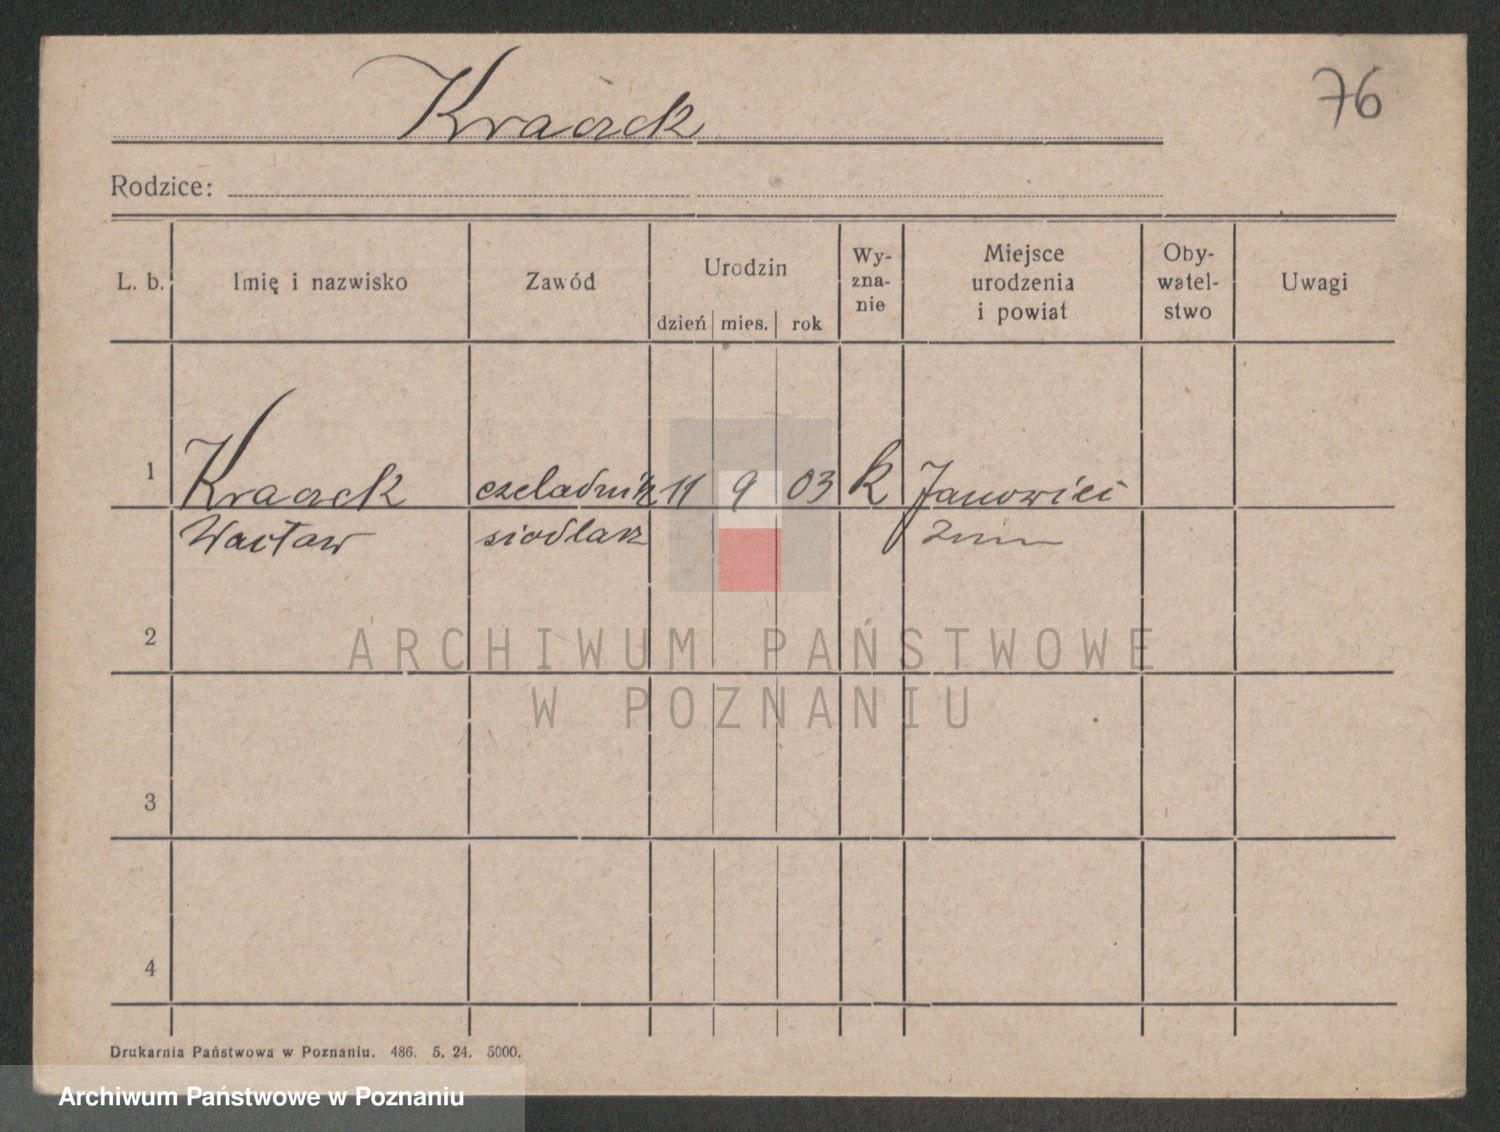 76
Kraack
Rodzice:
L. b.
Imię i nazwisko
Zawód
Urodzin
dzień mies. rok
Wy-
zna-
nie
Miejsce
urodzenia
i powiat
Oby-
watel-
stwo
Uwagi
1 Kraack czeladnik 11 9 03 k Janowiec
Wacław siodlarz Żnin
2
3
4
ARCHIWUM PAŃSTWOWE
W POZNANIU
Drukarnia Państwowa w Poznaniu. 486. 5. 24. 5000.
Archiwum Państwowe w Poznaniu